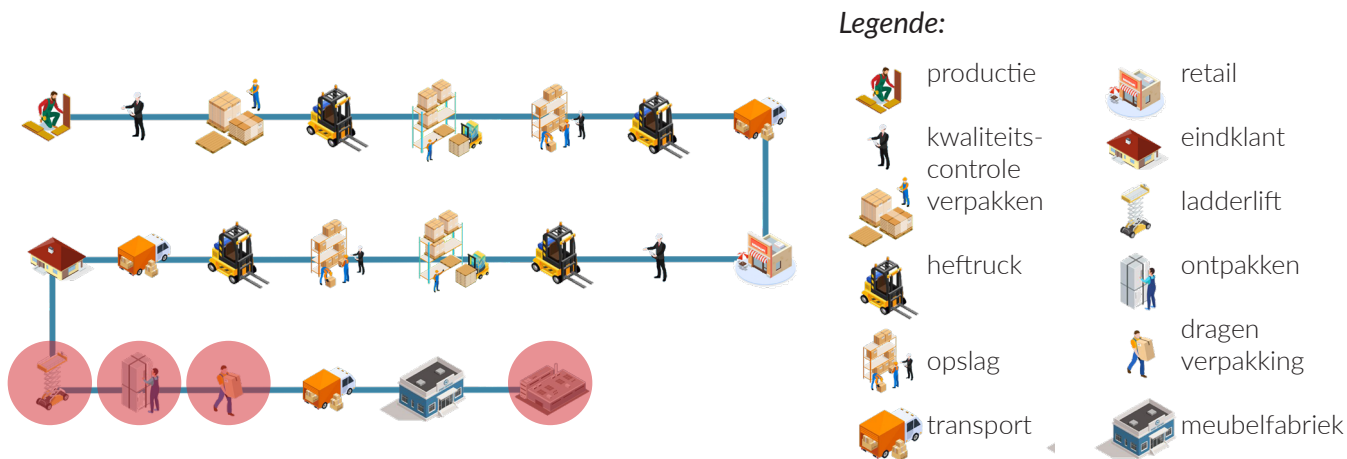 Legende:
productie
kwaliteits-
controle
verpakken
heftruck
opslag
transport
retail
eindklant
ladderlift
ontpakken
dragen
verpakking
meubelfabriek